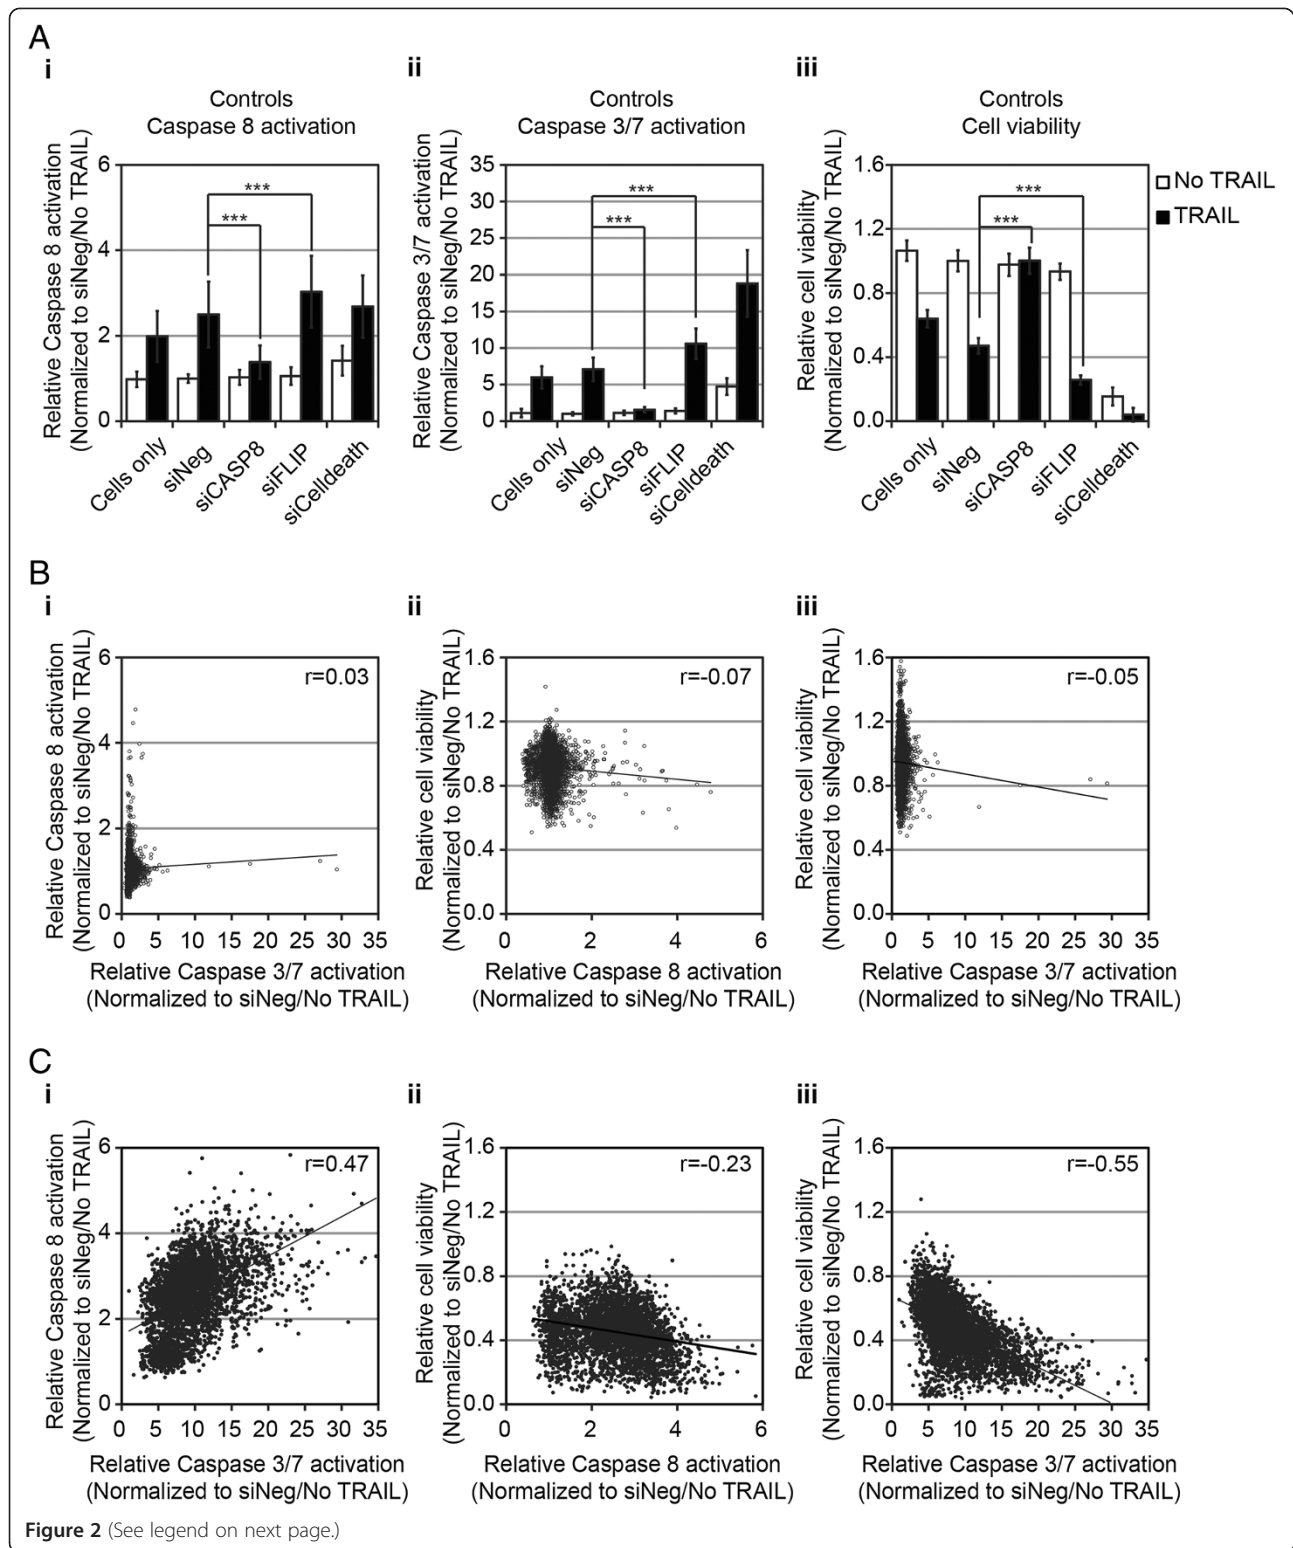 A
i
Controls
Caspase 8 activation
Relative Caspase 8 activation
(Normalized to siNeg/No TRAIL)
6
4
2
0
***
***
Cells only
siNeg
siCASP8
siFLIP
siCelldeath
ii
Controls
Caspase 3/7 activation
Relative Caspase 3/7 activation
(Normalized to siNeg/No TRAIL)
35
30
25
20
15
10
5
0
***
***
Cells only
siNeg
siCASP8
siFLIP
siCelldeath
iii
Controls
Cell viability
Relative cell viability
(Normalized to siNeg/No TRAIL)
1.6
1.2
0.8
0.4
0.0
***
***
Cells only
siNeg
siCASP8
siFLIP
siCelldeath
No TRAIL
TRAIL
B
i
Relative Caspase 8 activation
(Normalized to siNeg/No TRAIL)
6
4
2
0
r=0.03
0 5 10 15 20 25 30 35
Relative Caspase 3/7 activation
(Normalized to siNeg/No TRAIL)
ii
Relative cell viability
(Normalized to siNeg/No TRAIL)
1.6
1.2
0.8
0.4
0.0
r=-0.07
0 2 4 6
Relative Caspase 8 activation
(Normalized to siNeg/No TRAIL)
iii
Relative cell viability
(Normalized to siNeg/No TRAIL)
1.6
1.2
0.8
0.4
0.0
r=-0.05
0 5 10 15 20 25 30 35
Relative Caspase 3/7 activation
(Normalized to siNeg/No TRAIL)
C
i
Relative Caspase 8 activation
(Normalized to siNeg/No TRAIL)
6
4
2
0
r=0.47
0 5 10 15 20 25 30 35
Relative Caspase 3/7 activation
(Normalized to siNeg/No TRAIL)
ii
Relative cell viability
(Normalized to siNeg/No TRAIL)
1.6
1.2
0.8
0.4
0.0
r=-0.23
0 2 4 6
Relative Caspase 8 activation
(Normalized to siNeg/No TRAIL)
iii
Relative cell viability
(Normalized to siNeg/No TRAIL)
1.6
1.2
0.8
0.4
0.0
r=-0.55
0 5 10 15 20 25 30 35
Relative Caspase 3/7 activation
(Normalized to siNeg/No TRAIL)
Figure 2 (See legend on next page.)